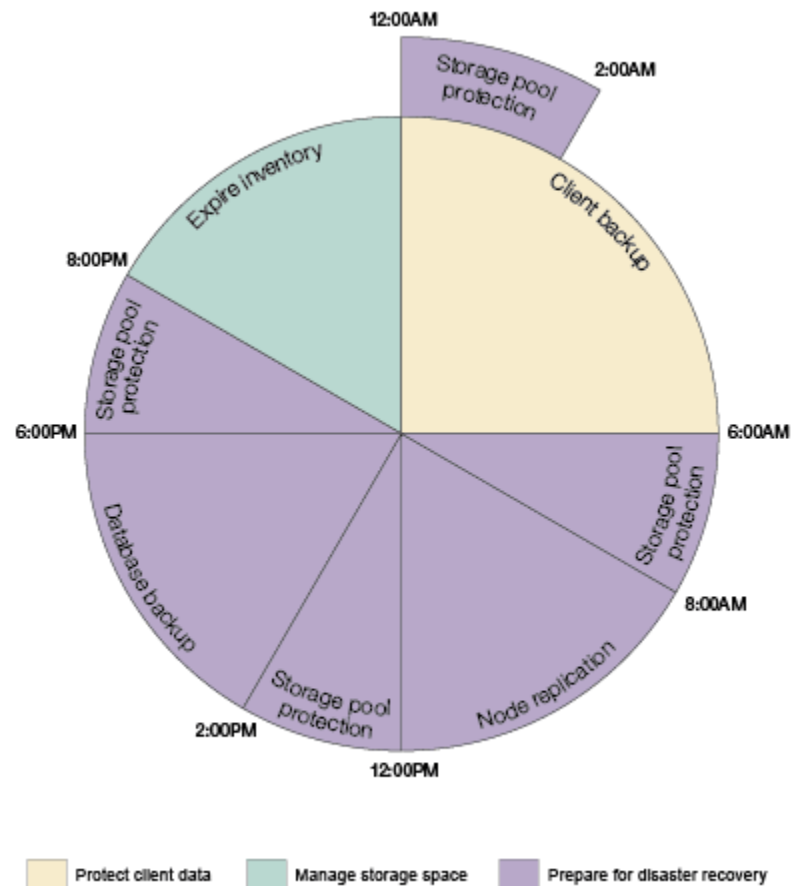 12:00AM
Storage pool
protection
2:00AM
Client backup
Expire inventory
8:00PM
Storage pool
protection
6:00PM
6:00AM
Storage pool
protection
Database backup
8:00AM
Node replication
Storage pool
protection
2:00PM
12:00PM
Protect client data
Manage storage space
Prepare for disaster recovery